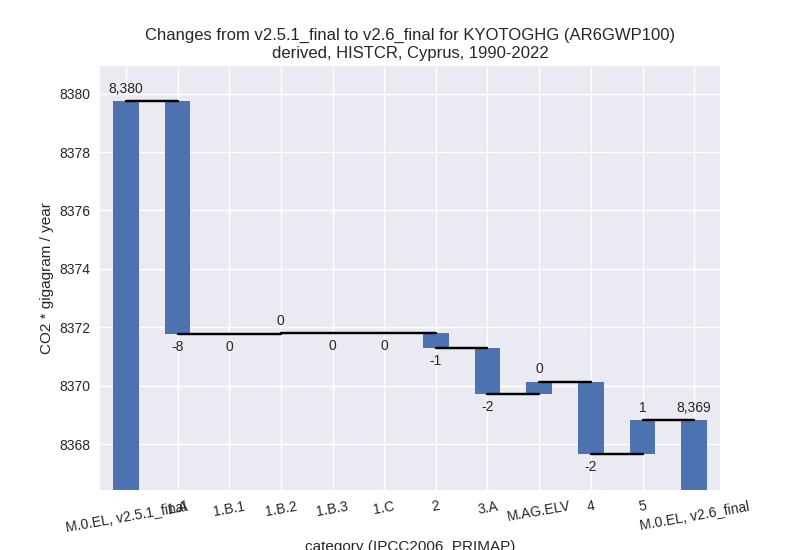 Changes from v2.5.1_final to v2.6_final for KYOTOGHG (AR6GWP100)
derived, HISTCR, Cyprus, 1990-2022
CO2 * gigagram / year
8380
8378
8376
8374
8372
8370
8368
8,380
-8
0
0
0
0
-1
-2
0
-2
1
8,369
M.0.EL, v2.5.1_final
1.A
1.B.1
1.B.2
1.B.3
1.C
2
3.A
M.AG.ELV
4
5
M.0.EL, v2.6_final
category (IPCC2006_PRIMAP)